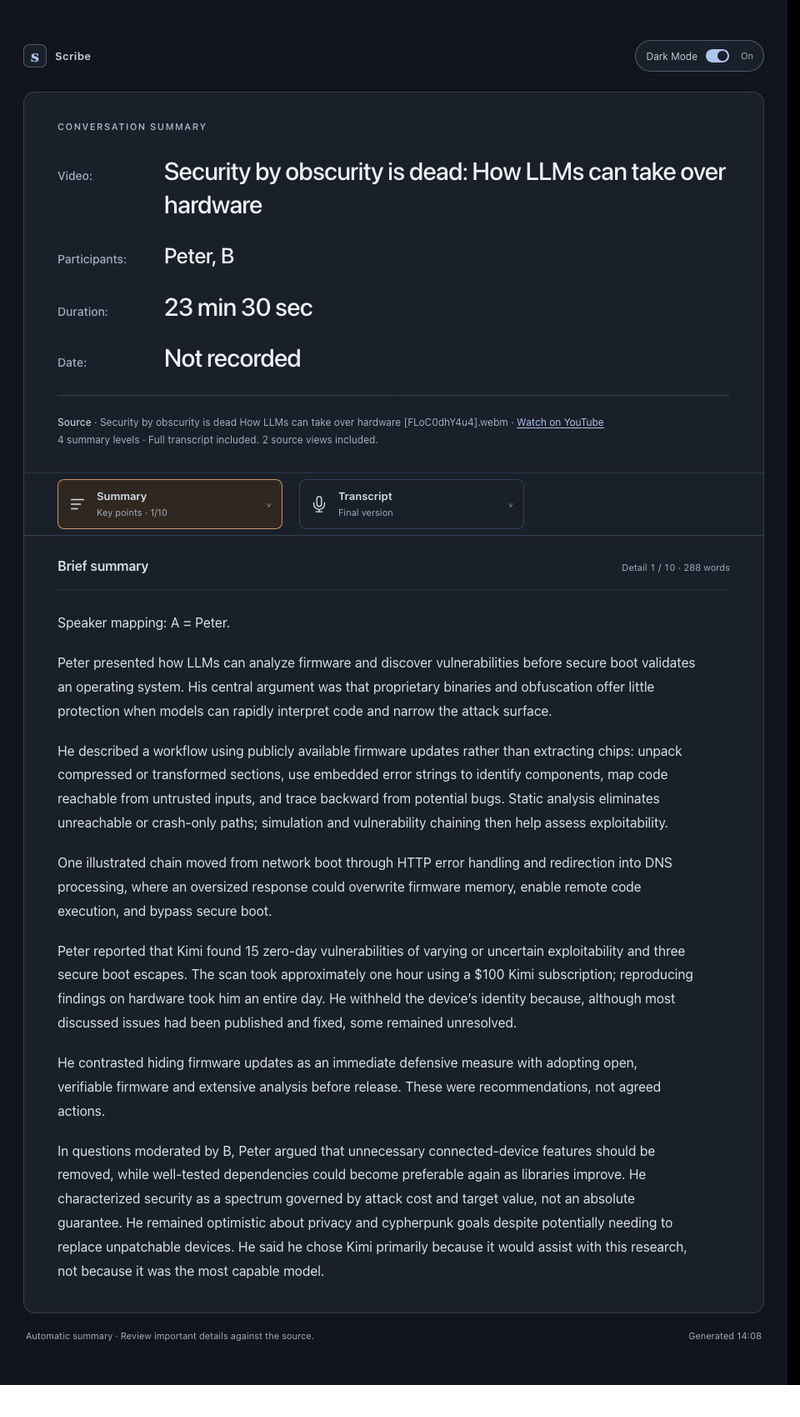 s Scribe
Dark Mode On
CONVERSATION SUMMARY
Video: Security by obscurity is dead: How LLMs can take over
hardware
Participants: Peter, B
Duration: 23 min 30 sec
Date: Not recorded
Source · Security by obscurity is dead How LLMs can take over hardware [FLoC0dhY4u4].webm · Watch on YouTube
4 summary levels · Full transcript included. 2 source views included.
Summary
Key points · 1/10
Transcript
Final version
Brief summary
Detail 1 / 10 · 288 words
Speaker mapping: A = Peter.
Peter presented how LLMs can analyze firmware and discover vulnerabilities before secure boot validates
an operating system. His central argument was that proprietary binaries and obfuscation offer little
protection when models can rapidly interpret code and narrow the attack surface.
He described a workflow using publicly available firmware updates rather than extracting chips: unpack
compressed or transformed sections, use embedded error strings to identify components, map code
reachable from untrusted inputs, and trace backward from potential bugs. Static analysis eliminates
unreachable or crash-only paths; simulation and vulnerability chaining then help assess exploitability.
One illustrated chain moved from network boot through HTTP error handling and redirection into DNS
processing, where an oversized response could overwrite firmware memory, enable remote code
execution, and bypass secure boot.
Peter reported that Kimi found 15 zero-day vulnerabilities of varying or uncertain exploitability and three
secure boot escapes. The scan took approximately one hour using a $100 Kimi subscription; reproducing
findings on hardware took him an entire day. He withheld the device’s identity because, although most
discussed issues had been published and fixed, some remained unresolved.
He contrasted hiding firmware updates as an immediate defensive measure with adopting open,
verifiable firmware and extensive analysis before release. These were recommendations, not agreed
actions.
In questions moderated by B, Peter argued that unnecessary connected-device features should be
removed, while well-tested dependencies could become preferable again as libraries improve. He
characterized security as a spectrum governed by attack cost and target value, not an absolute
guarantee. He remained optimistic about privacy and cypherpunk goals despite potentially needing to
replace unpatchable devices. He said he chose Kimi primarily because it would assist with this research,
not because it was the most capable model.
Automatic summary · Review important details against the source.
Generated 14:08